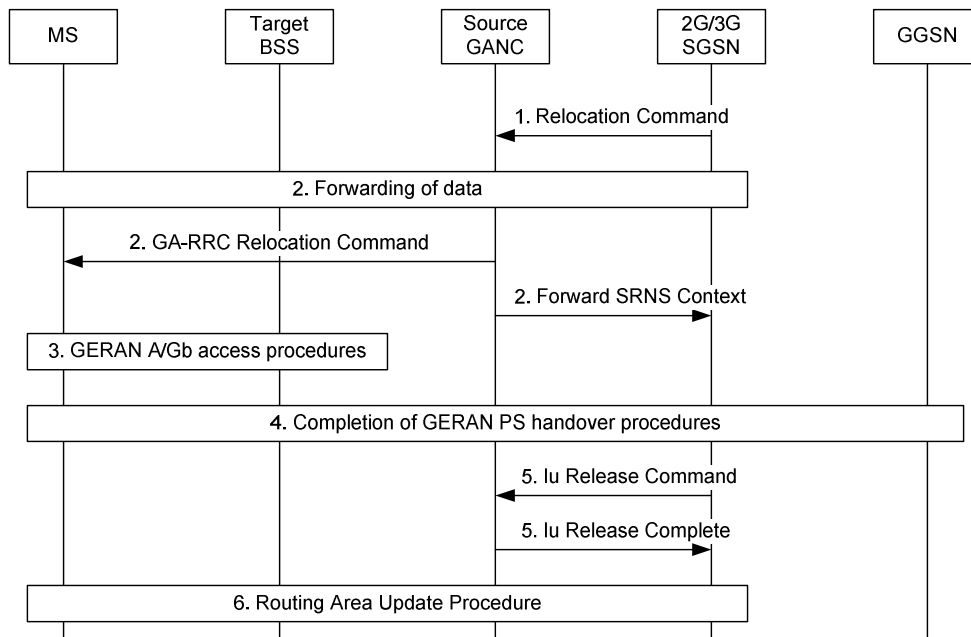 MS
Target
BSS
Source
GANC
2G/3G
SGSN
GGSN
1. Relocation Command
2. Forwarding of data
2. GA-RRC Relocation Command
2. Forward SRNS Context
3. GERAN A/Gb access procedures
4. Completion of GERAN PS handover procedures
5. Iu Release Command
5. Iu Release Complete
6. Routing Area Update Procedure